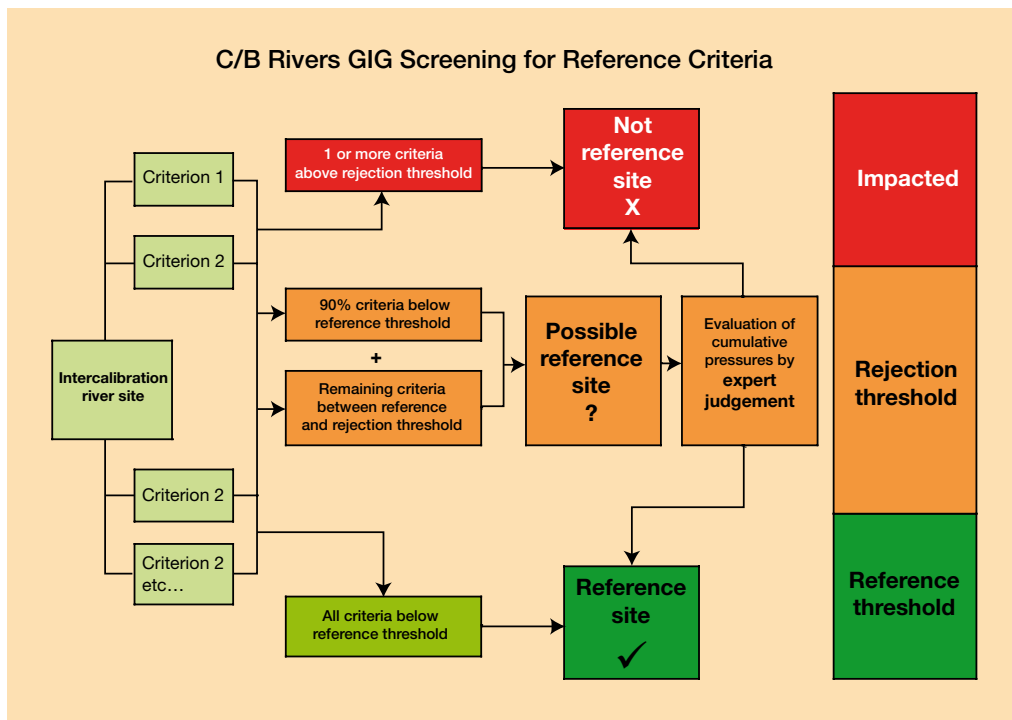 C/B Rivers GIG Screening for Reference Criteria
Criterion 1
Criterion 2
Intercalibration
river site
Criterion 2
Criterion 2
etc…
1 or more criteria
above rejection threshold
90% criteria below
reference threshold
+
Remaining criteria
between reference
and rejection threshold
All criteria below
reference threshold
Not
reference
site
X
Possible
reference
site
?
Evaluation of
cumulative
pressures by
expert
judgement
Reference
site
✓
Impacted
Rejection
threshold
Reference
threshold